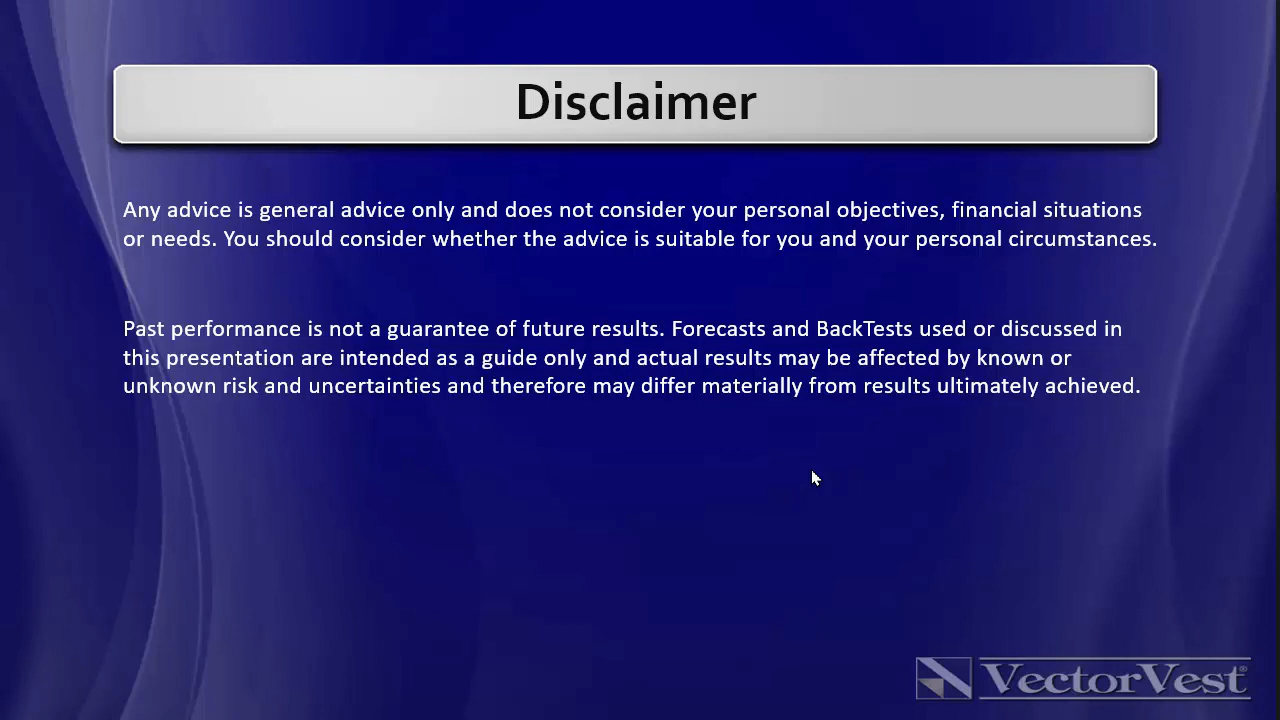 Disclaimer
Any advice is general advice only and does not consider your personal objectives, financial situations
or needs. You should consider whether the advice is suitable for you and your personal circumstances.
Past performance is not a guarantee of future results. Forecasts and BackTests used or discussed in
this presentation are intended as a guide only and actual results may be affected by known or
unknown risk and uncertainties and therefore may differ materially from results ultimately achieved.
VectorVest®